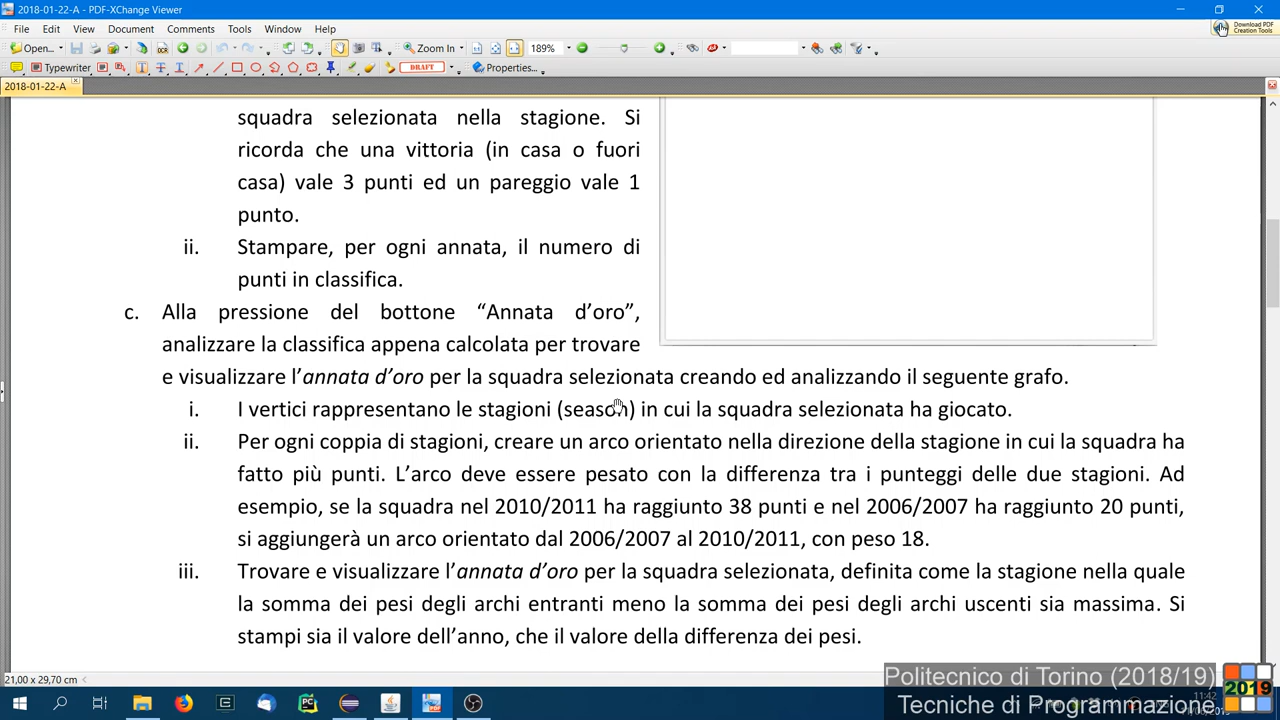 2018-01-22-A - PDF-XChange Viewer
File Edit View Document Comments Tools Window Help
Download PDF
Creation Tools
Open... Zoom In 189%
Typewriter DRAFT Properties...
2018-01-22-A
squadra selezionata nella stagione. Si
ricorda che una vittoria (in casa o fuori
casa) vale 3 punti ed un pareggio vale 1
punto.
ii. Stampare, per ogni annata, il numero di
punti in classifica.
c. Alla pressione del bottone “Annata d’oro”,
analizzare la classifica appena calcolata per trovare
e visualizzare l’annata d’oro per la squadra selezionata creando ed analizzando il seguente grafo.
i. I vertici rappresentano le stagioni (season) in cui la squadra selezionata ha giocato.
ii. Per ogni coppia di stagioni, creare un arco orientato nella direzione della stagione in cui la squadra ha
fatto più punti. L’arco deve essere pesato con la differenza tra i punteggi delle due stagioni. Ad
esempio, se la squadra nel 2010/2011 ha raggiunto 38 punti e nel 2006/2007 ha raggiunto 20 punti,
si aggiungerà un arco orientato dal 2006/2007 al 2010/2011, con peso 18.
iii. Trovare e visualizzare l’annata d’oro per la squadra selezionata, definita come la stagione nella quale
la somma dei pesi degli archi entranti meno la somma dei pesi degli archi uscenti sia massima. Si
stampi sia il valore dell’anno, che il valore della differenza dei pesi.
21,00 x 29,70 cm
Politecnico di Torino (2018/19)
Tecniche di Programmazione
2019
11:42